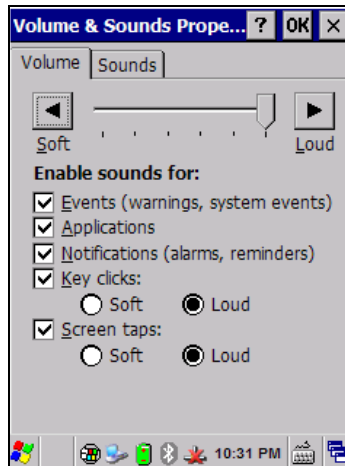 Volume & Sounds Prope... ? OK ×
Volume Sounds
Soft Loud
Enable sounds for:
Events (warnings, system events)
Applications
Notifications (alarms, reminders)
Key clicks:
Soft Loud
Screen taps:
Soft Loud
10:31 PM